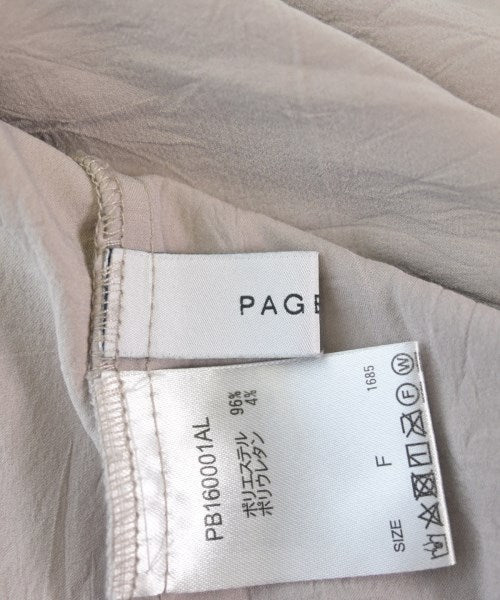 PAGE
PB160001AL
ポリエステル 96%
ポリウレタン 4%
SIZE F
1685
F W